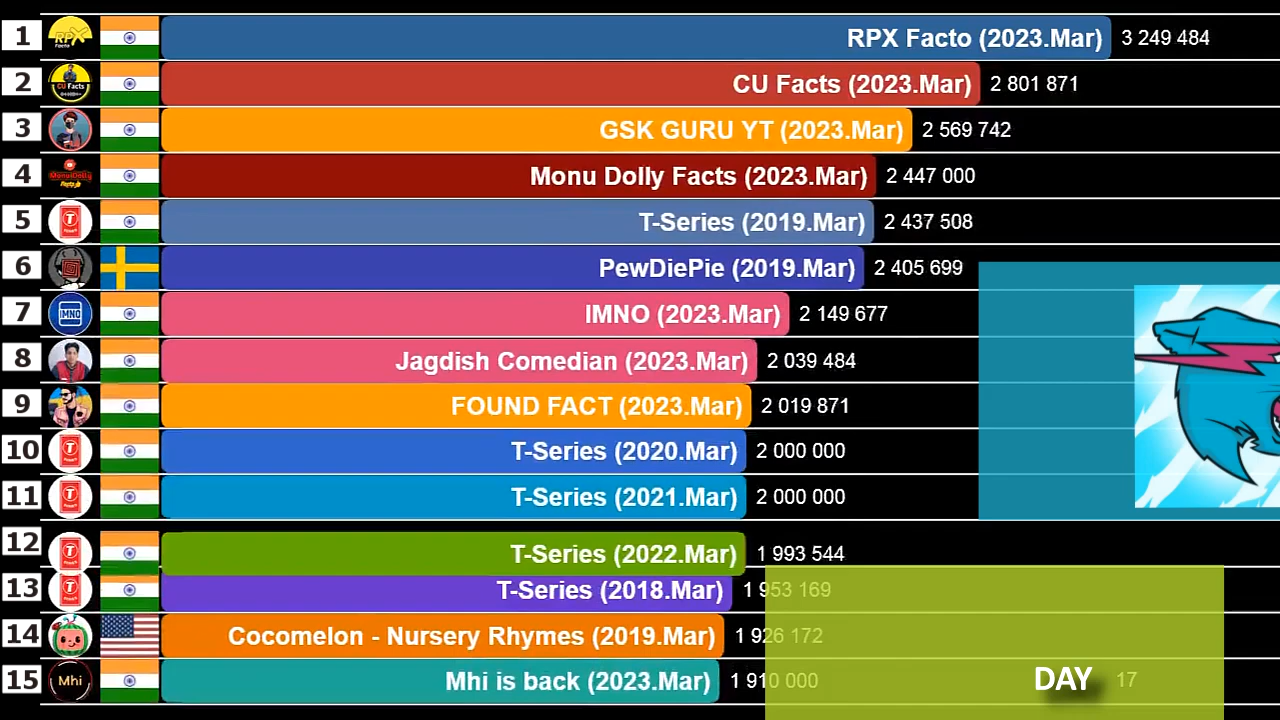 1 RPX Facto RPX Facto (2023.Mar) 3 249 484
2 CU Facts CU Facts (2023.Mar) 2 801 871
3 GSK GURU YT (2023.Mar) 2 569 742
4 MonuDolly Facts Monu Dolly Facts (2023.Mar) 2 447 000
5 T T-Series (2019.Mar) 2 437 508
6 PewDiePie (2019.Mar) 2 405 699
7 IMNO IMNO (2023.Mar) 2 149 677
8 Jagdish Comedian (2023.Mar) 2 039 484
9 FOUND FACT (2023.Mar) 2 019 871
10 T T-Series (2020.Mar) 2 000 000
11 T T-Series (2021.Mar) 2 000 000
12 T T-Series (2022.Mar) 1 993 544
13 T T-Series (2018.Mar) 1 953 169
14 Cocomelon - Nursery Rhymes (2019.Mar) 1 926 172
15 Mhi Mhi is back (2023.Mar) 1 910 000
DAY 17